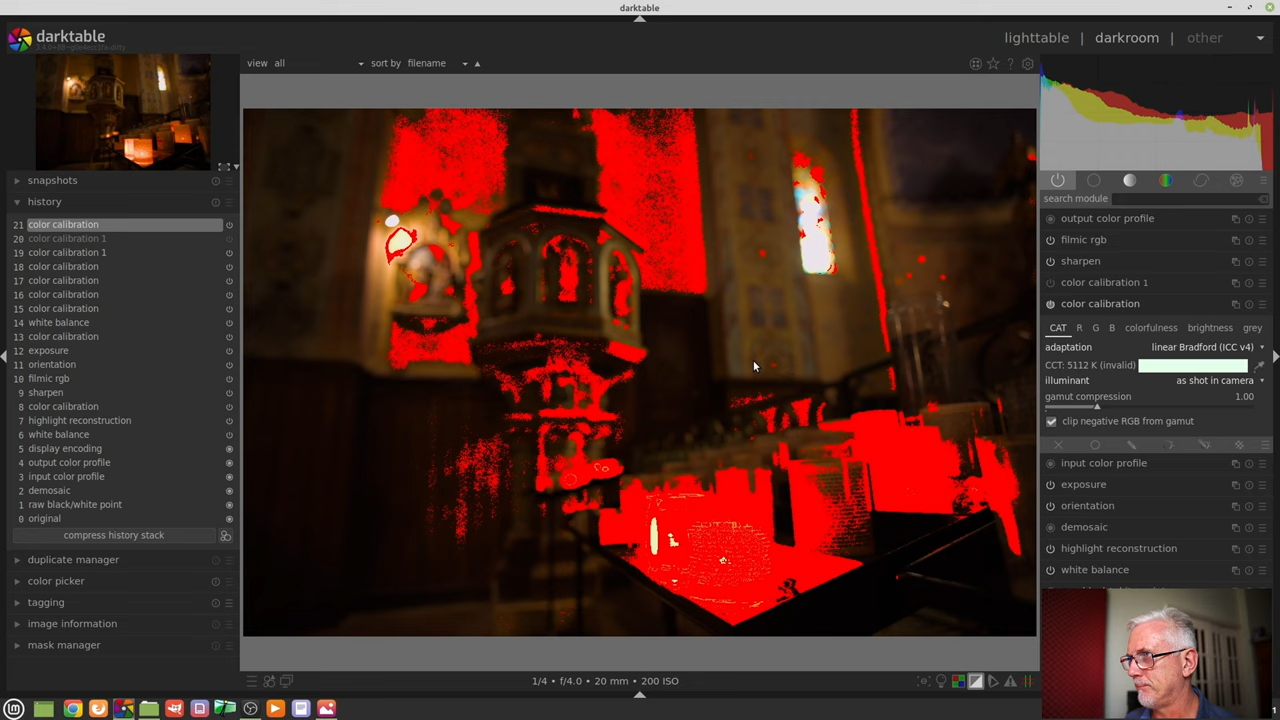 darktable
darktable
lighttable | darkroom | other
view all sort by filename
search module
snapshots
history
21 color calibration
20 color calibration 1
19 color calibration 1
18 color calibration
17 color calibration
16 color calibration
15 color calibration
14 white balance
13 color calibration
12 exposure
11 orientation
10 filmic rgb
9 sharpen
8 color calibration
7 highlight reconstruction
6 white balance
5 display encoding
4 output color profile
3 input color profile
2 demosaic
1 raw black/white point
0 original
compress history stack
duplicate manager
color picker
tagging
image information
mask manager
output color profile
filmic rgb
sharpen
color calibration 1
color calibration
CAT R G B colorfulness brightness grey
adaptation linear Bradford (ICC v4)
CCT: 5112 K (invalid)
illuminant as shot in camera
gamut compression 1.00
clip negative RGB from gamut
input color profile
exposure
orientation
demosaic
highlight reconstruction
white balance
1/4 • f/4.0 • 20 mm • 200 ISO